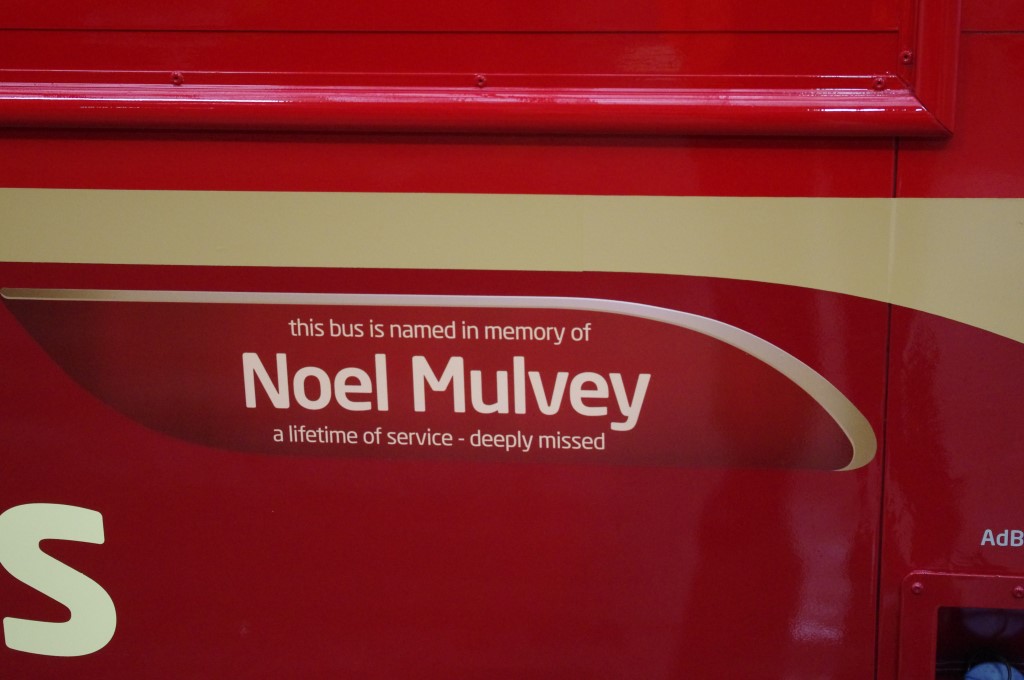 this bus is named in memory of
Noel Mulvey
a lifetime of service - deeply missed
s
AdB